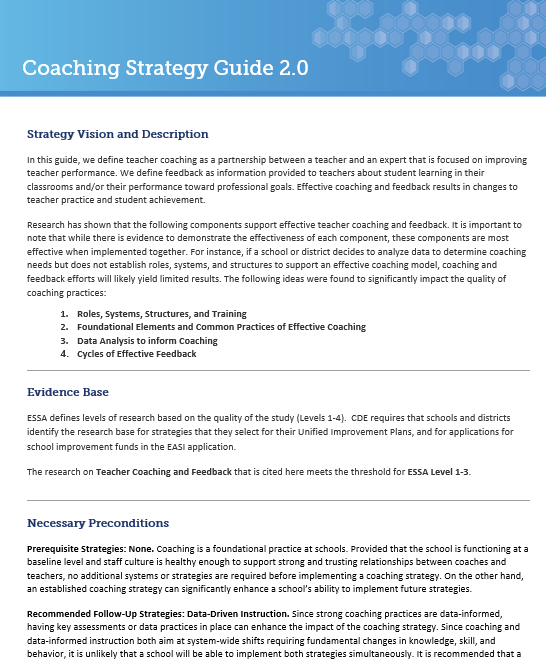 Coaching Strategy Guide 2.0
Strategy Vision and Description
In this guide, we define teacher coaching as a partnership between a teacher and an expert that is focused on improving
teacher performance. We define feedback as information provided to teachers about student learning in their
classrooms and/or their performance toward professional goals. Effective coaching and feedback results in changes to
teacher practice and student achievement.
Research has shown that the following components support effective teacher coaching and feedback. It is important to
note that while there is evidence to demonstrate the effectiveness of each component, these components are most
effective when implemented together. For instance, if a school or district decides to analyze data to determine coaching
needs but does not establish roles, systems, and structures to support an effective coaching model, coaching and
feedback efforts will likely yield limited results. The following ideas were found to significantly impact the quality of
coaching practices:
1. Roles, Systems, Structures, and Training
2. Foundational Elements and Common Practices of Effective Coaching
3. Data Analysis to inform Coaching
4. Cycles of Effective Feedback
Evidence Base
ESSA defines levels of research based on the quality of the study (Levels 1-4). CDE requires that schools and districts
identify the research base for strategies that they select for their Unified Improvement Plans, and for applications for
school improvement funds in the EASI application.
The research on Teacher Coaching and Feedback that is cited here meets the threshold for ESSA Level 1-3.
Necessary Preconditions
Prerequisite Strategies: None. Coaching is a foundational practice at schools. Provided that the school is functioning at a
baseline level and staff culture is healthy enough to support strong and trusting relationships between coaches and
teachers, no additional systems or strategies are required before implementing a coaching strategy. On the other hand,
an established coaching strategy can significantly enhance a school's ability to implement future strategies.
Recommended Follow-Up Strategies: Data-Driven Instruction. Since strong coaching practices are data-informed,
having key assessments or data practices in place can enhance the impact of the coaching strategy. Since coaching and
data-informed instruction both aim at system-wide shifts requiring fundamental changes in knowledge, skill, and
behavior, it is unlikely that a school will be able to implement both strategies simultaneously. It is recommended that a